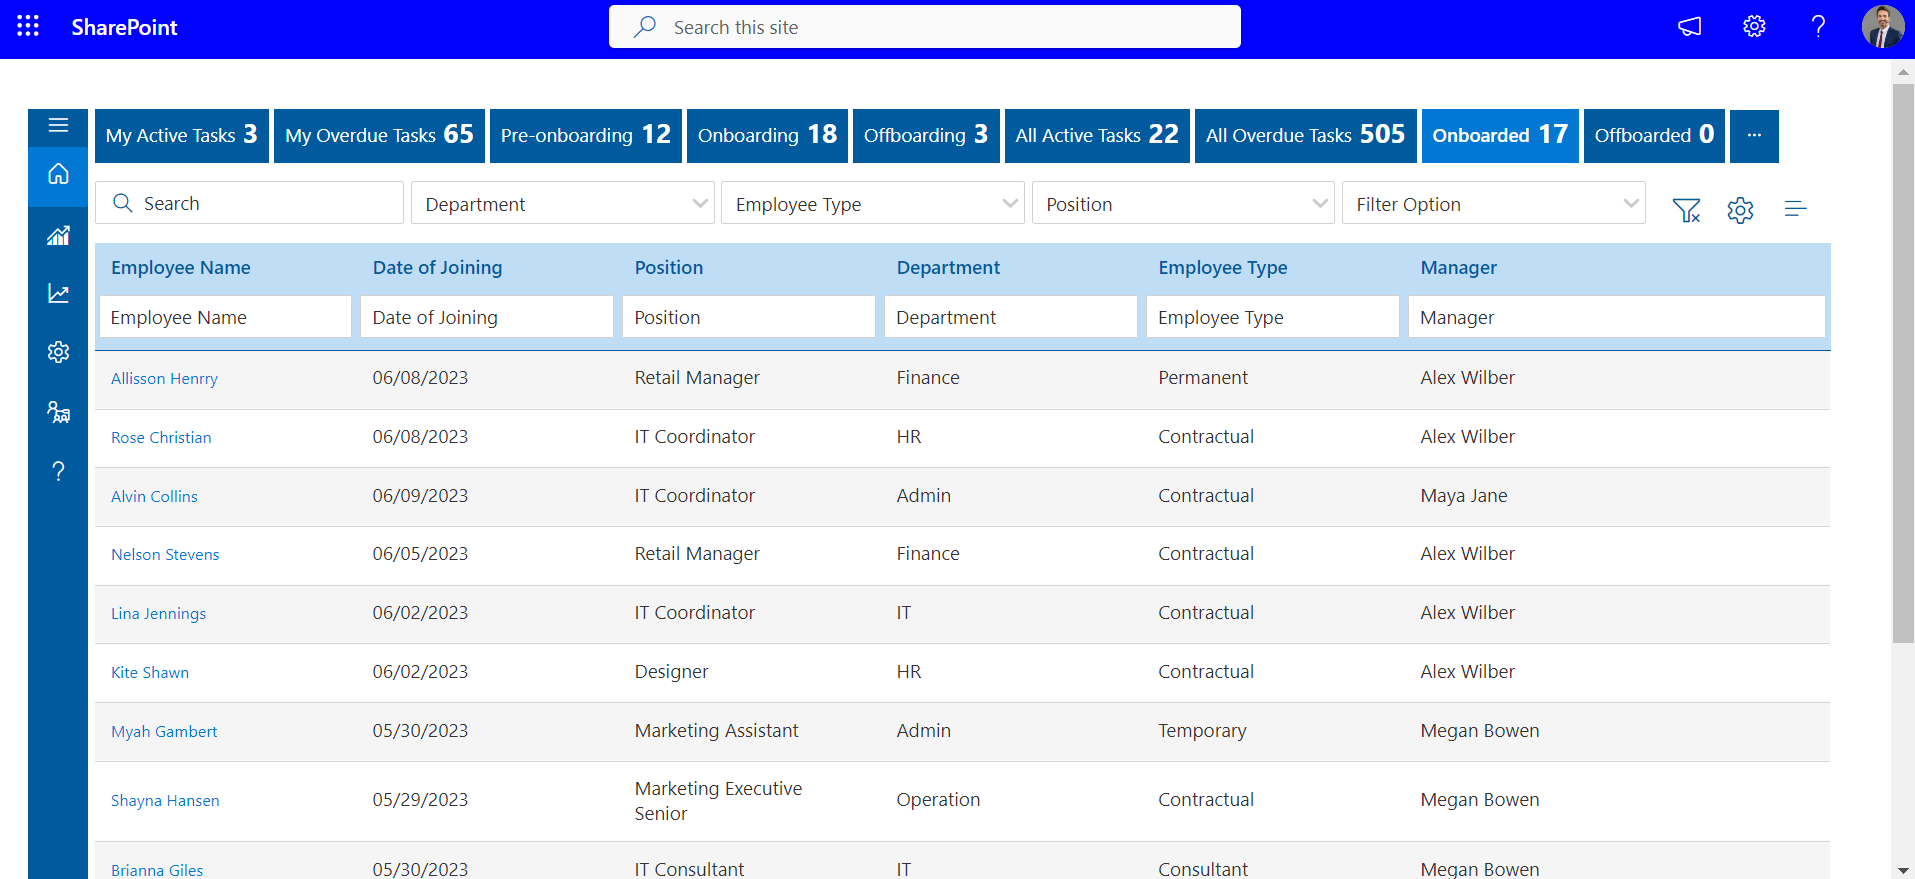 SharePoint
Search this site
My Active Tasks 3 My Overdue Tasks 65 Pre-onboarding 12 Onboarding 18 Offboarding 3 All Active Tasks 22 All Overdue Tasks 505 Onboarded 17 Offboarded 0 ...
Search Department Employee Type Position Filter Option
Employee Name Date of Joining Position Department Employee Type Manager
Employee Name Date of Joining Position Department Employee Type Manager
Allisson Henrry 06/08/2023 Retail Manager Finance Permanent Alex Wilber
Rose Christian 06/08/2023 IT Coordinator HR Contractual Alex Wilber
Alvin Collins 06/09/2023 IT Coordinator Admin Contractual Maya Jane
Nelson Stevens 06/05/2023 Retail Manager Finance Contractual Alex Wilber
Lina Jennings 06/02/2023 IT Coordinator IT Contractual Alex Wilber
Kite Shawn 06/02/2023 Designer HR Contractual Alex Wilber
Myah Gambert 05/30/2023 Marketing Assistant Admin Temporary Megan Bowen
Shayna Hansen 05/29/2023 Marketing Executive Senior Operation Contractual Megan Bowen
Brianna Giles 05/30/2023 IT Consultant IT Consultant Megan Bowen